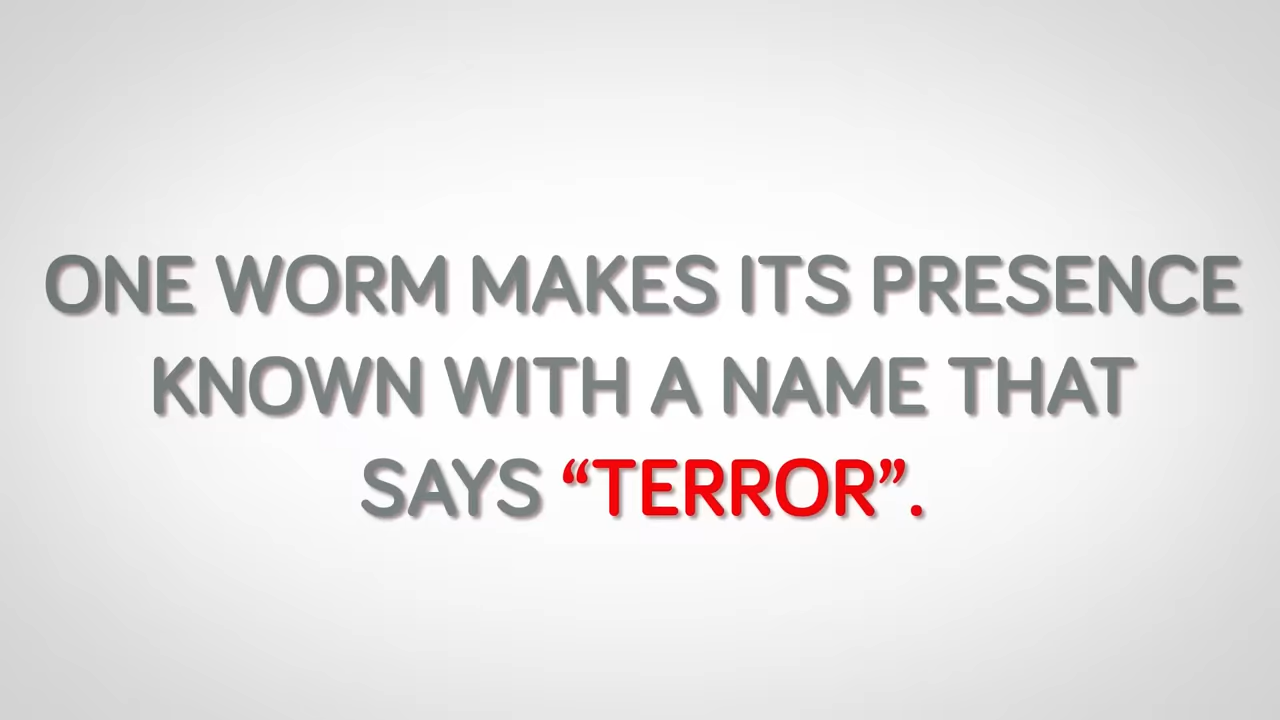 ONE WORM MAKES ITS PRESENCE
KNOWN WITH A NAME THAT
SAYS “TERROR”.